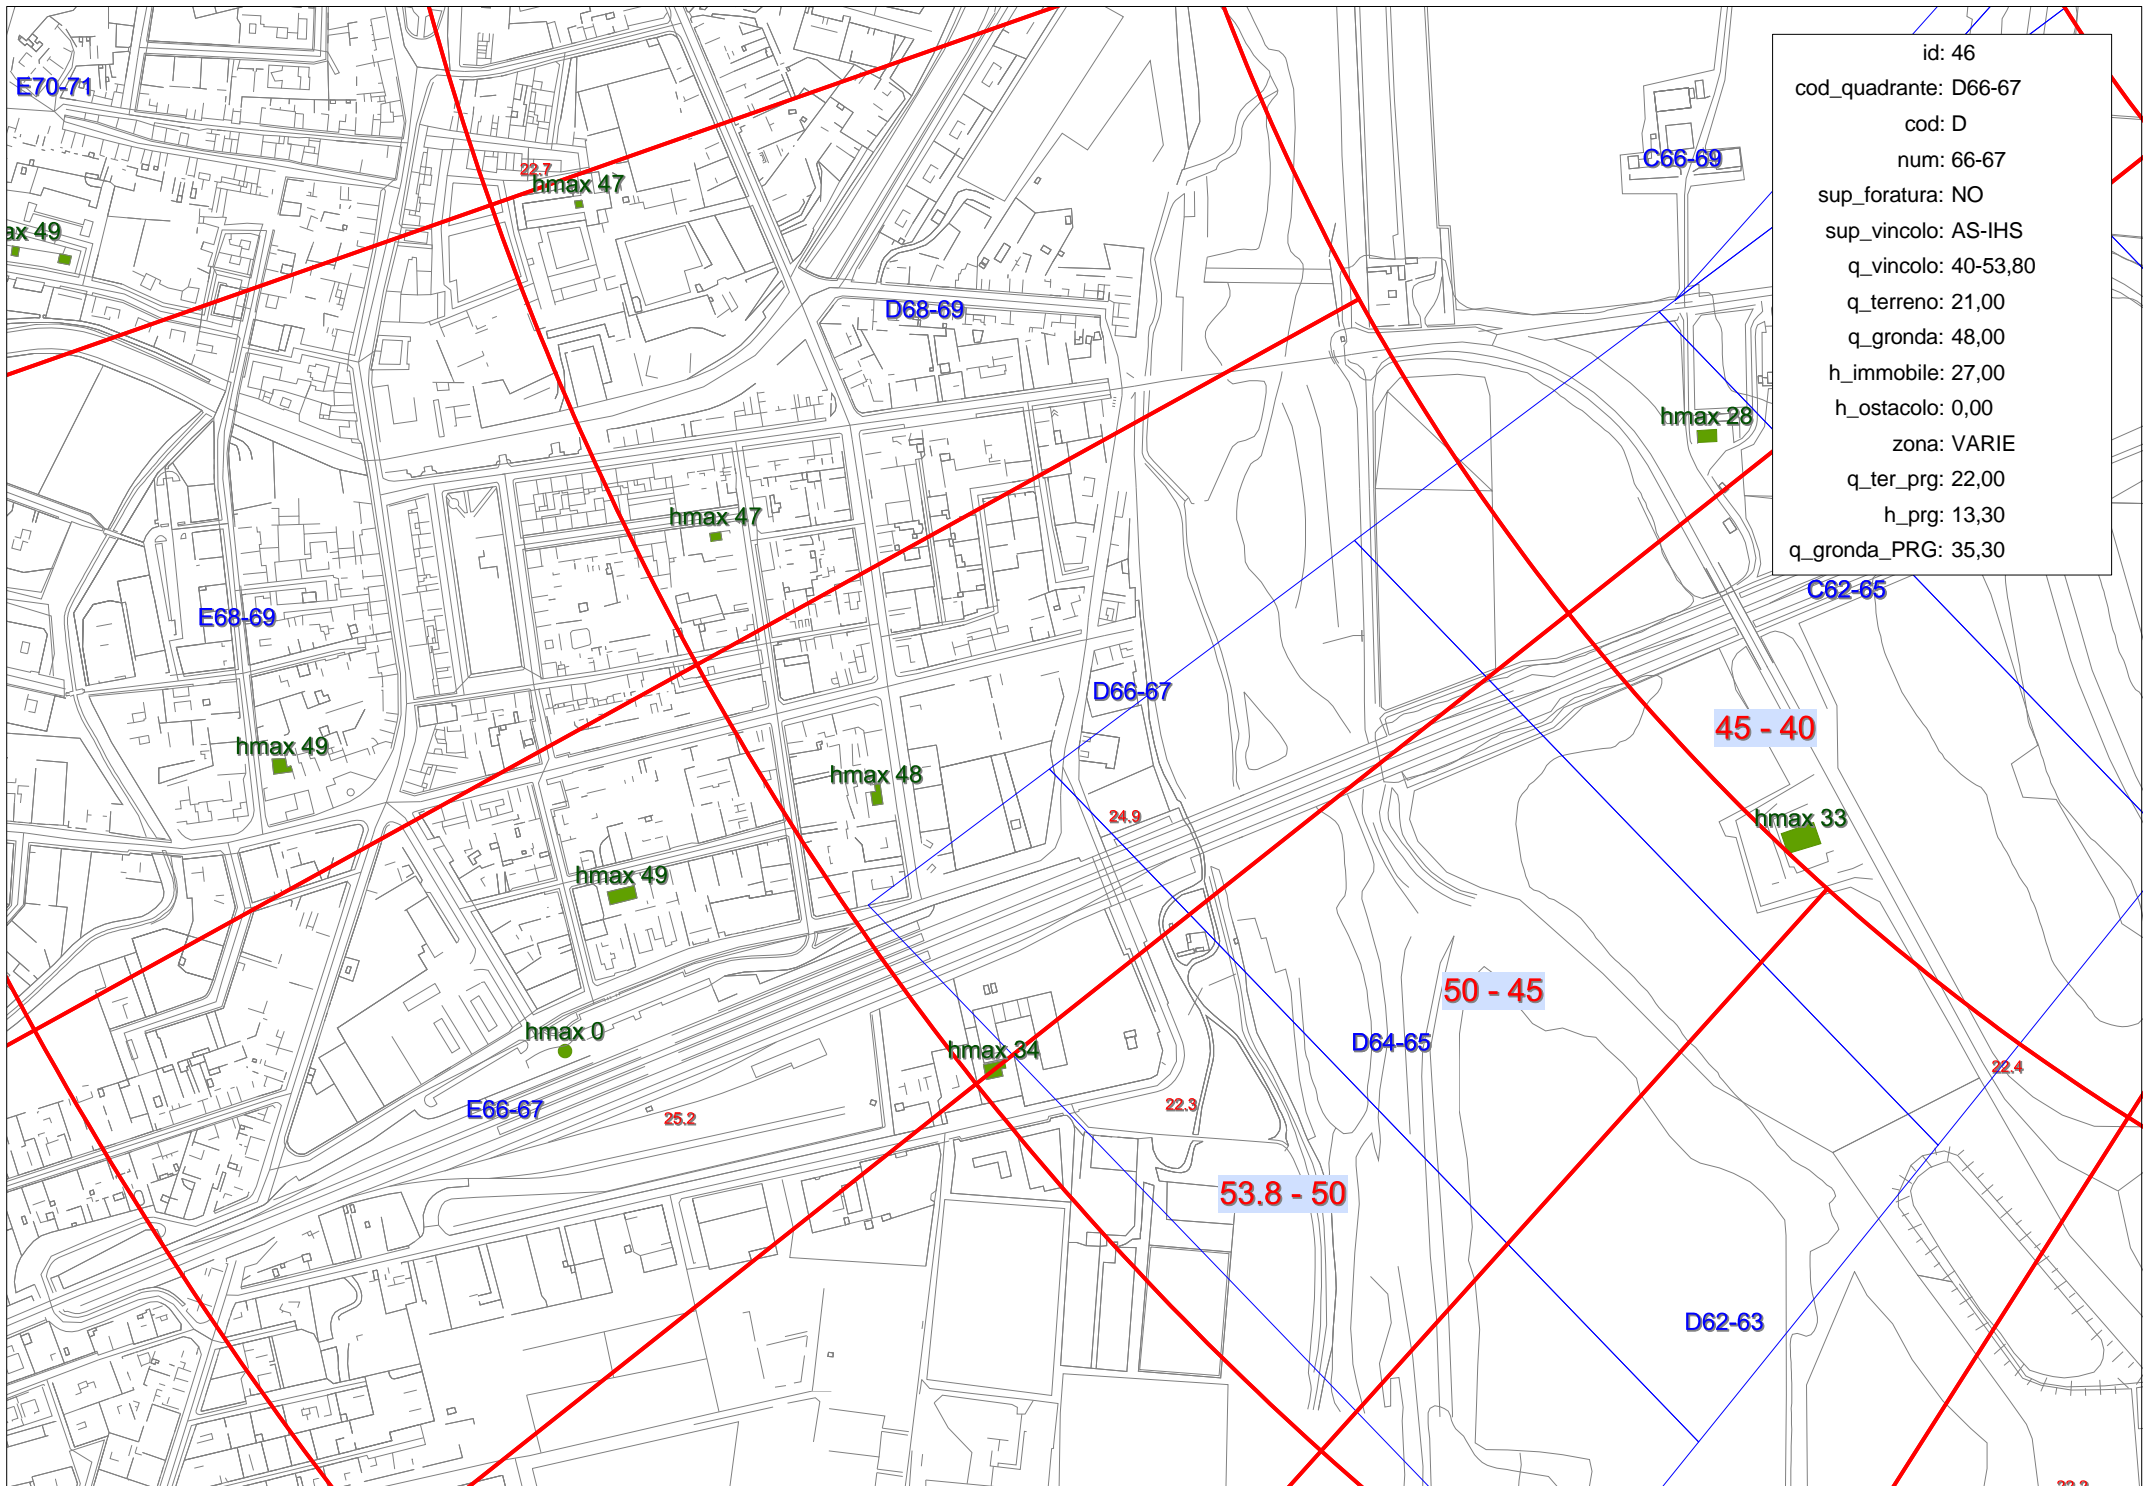 id: 46
cod_quadrante: D66-67
cod: D
num: 66-67
sup_foratura: NO
sup_vincolo: AS-IHS
q_vincolo: 40-53,80
q_terreno: 21,00
q_gronda: 48,00
h_immobile: 27,00
h_ostacolo: 0,00
zona: VARIE
q_ter_prg: 22,00
h_prg: 13,30
q_gronda_PRG: 35,30
E70-71
C66-69
22.7
hmax 47
ax 49
D68-69
hmax 28
hmax 47
C62-65
E68-69
D66-67
45 - 40
hmax 49
hmax 48
24.9
hmax 33
hmax 49
50 - 45
hmax 0
D64-65
hmax 34
22.4
E66-67
22.3
25.2
53.8 - 50
D62-63